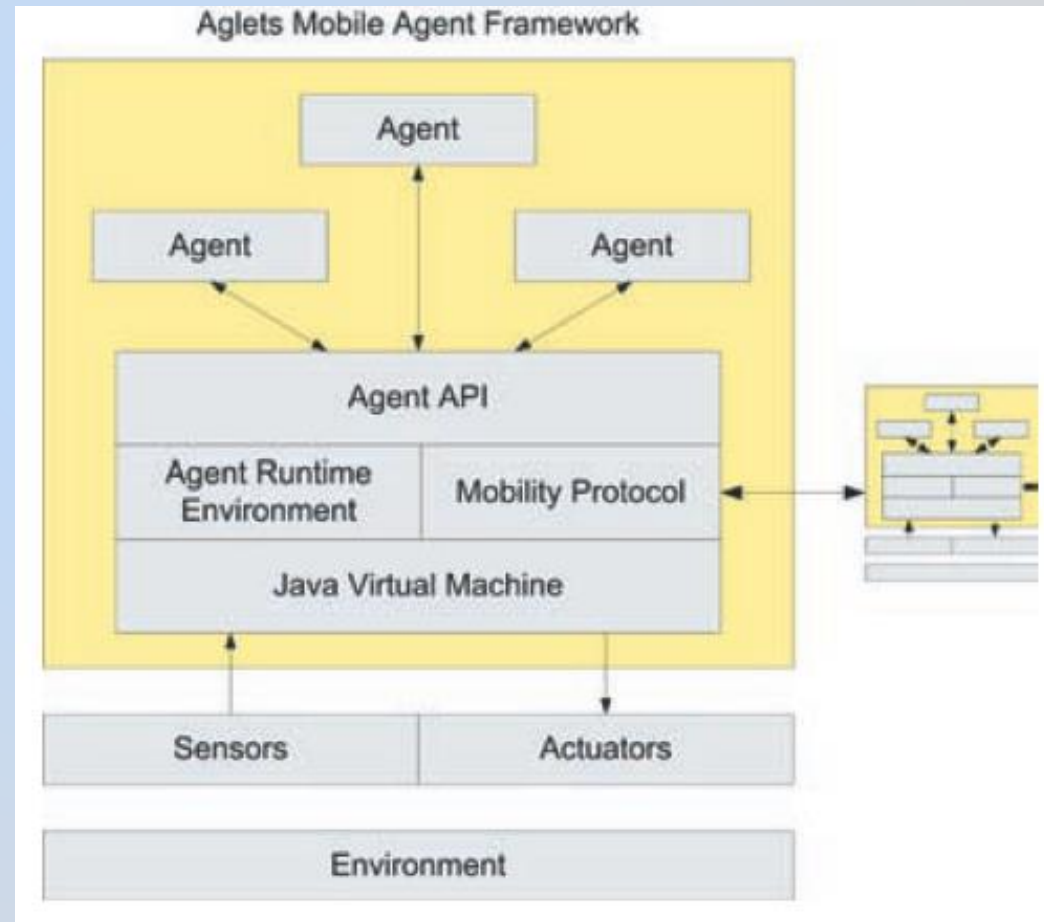 Aglets Mobile Agent Framework
Agent
Agent
Agent
Agent API
Agent Runtime
Environment
Mobility Protocol
Java Virtual Machine
Sensors
Actuators
Environment